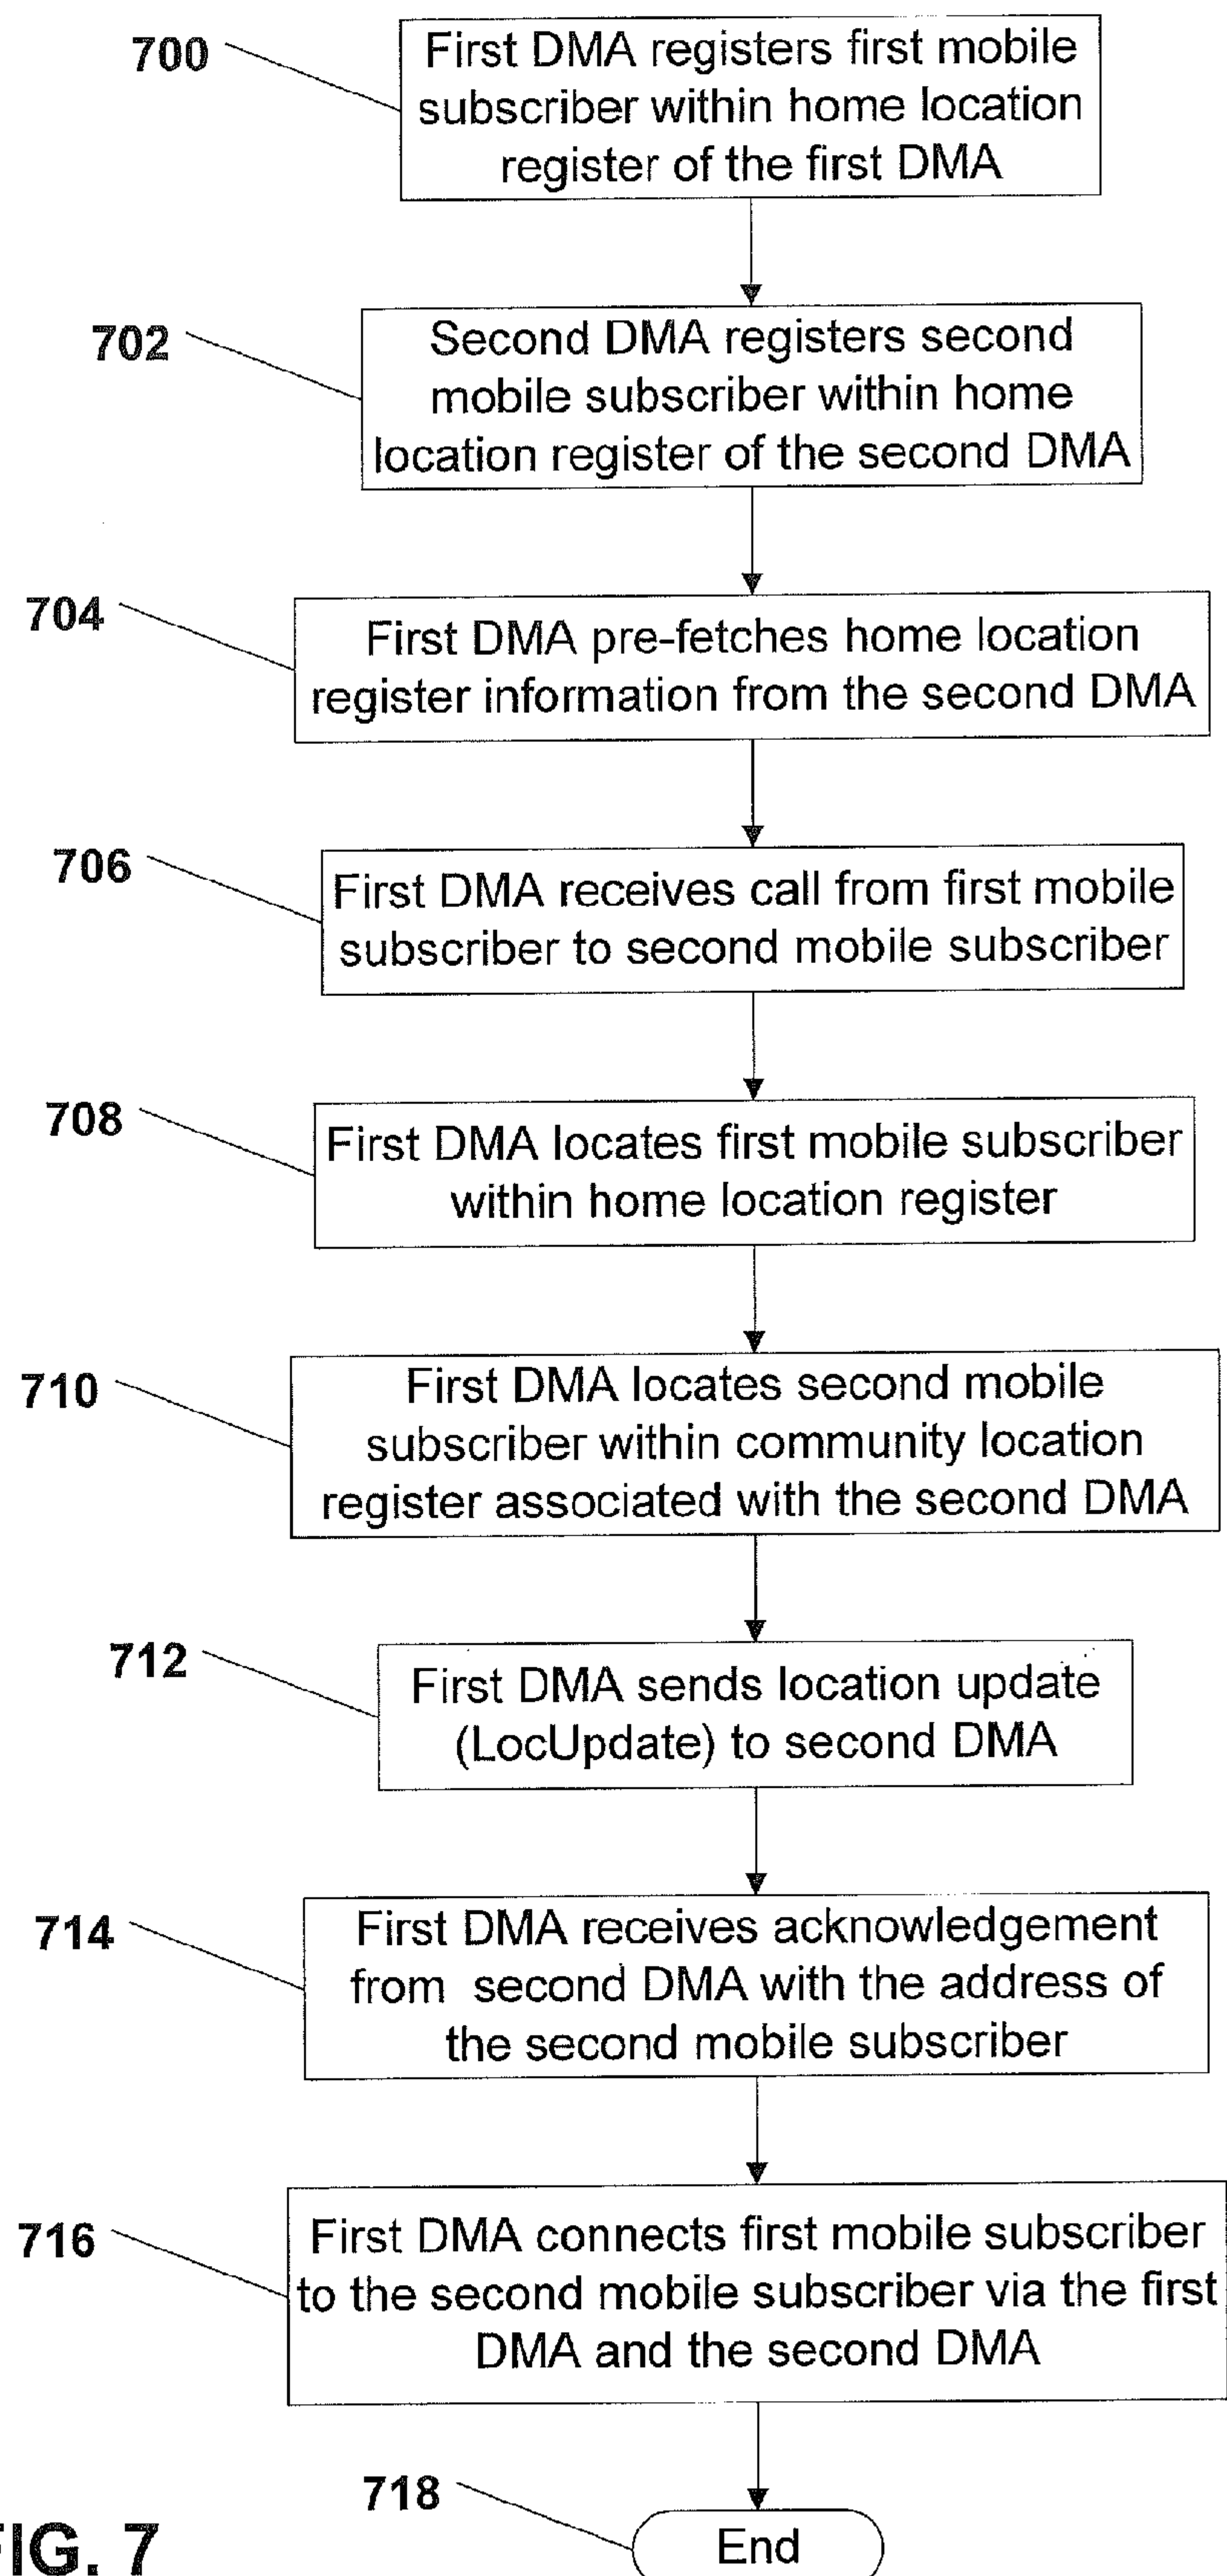 700
First DMA registers first mobile
subscriber within home location
register of the first DMA
702
Second DMA registers second
mobile subscriber within home
location register of the second DMA
704
First DMA pre-fetches home location
register information from the second DMA
706
First DMA receives call from first mobile
subscriber to second mobile subscriber
708
First DMA locates first mobile subscriber
within home location register
710
First DMA locates second mobile
subscriber within community location
register associated with the second DMA
712
First DMA sends location update
(LocUpdate) to second DMA
714
First DMA receives acknowledgement
from second DMA with the address of
the second mobile subscriber
716
First DMA connects first mobile subscriber
to the second mobile subscriber via the first
DMA and the second DMA
718
End
FIG. 7